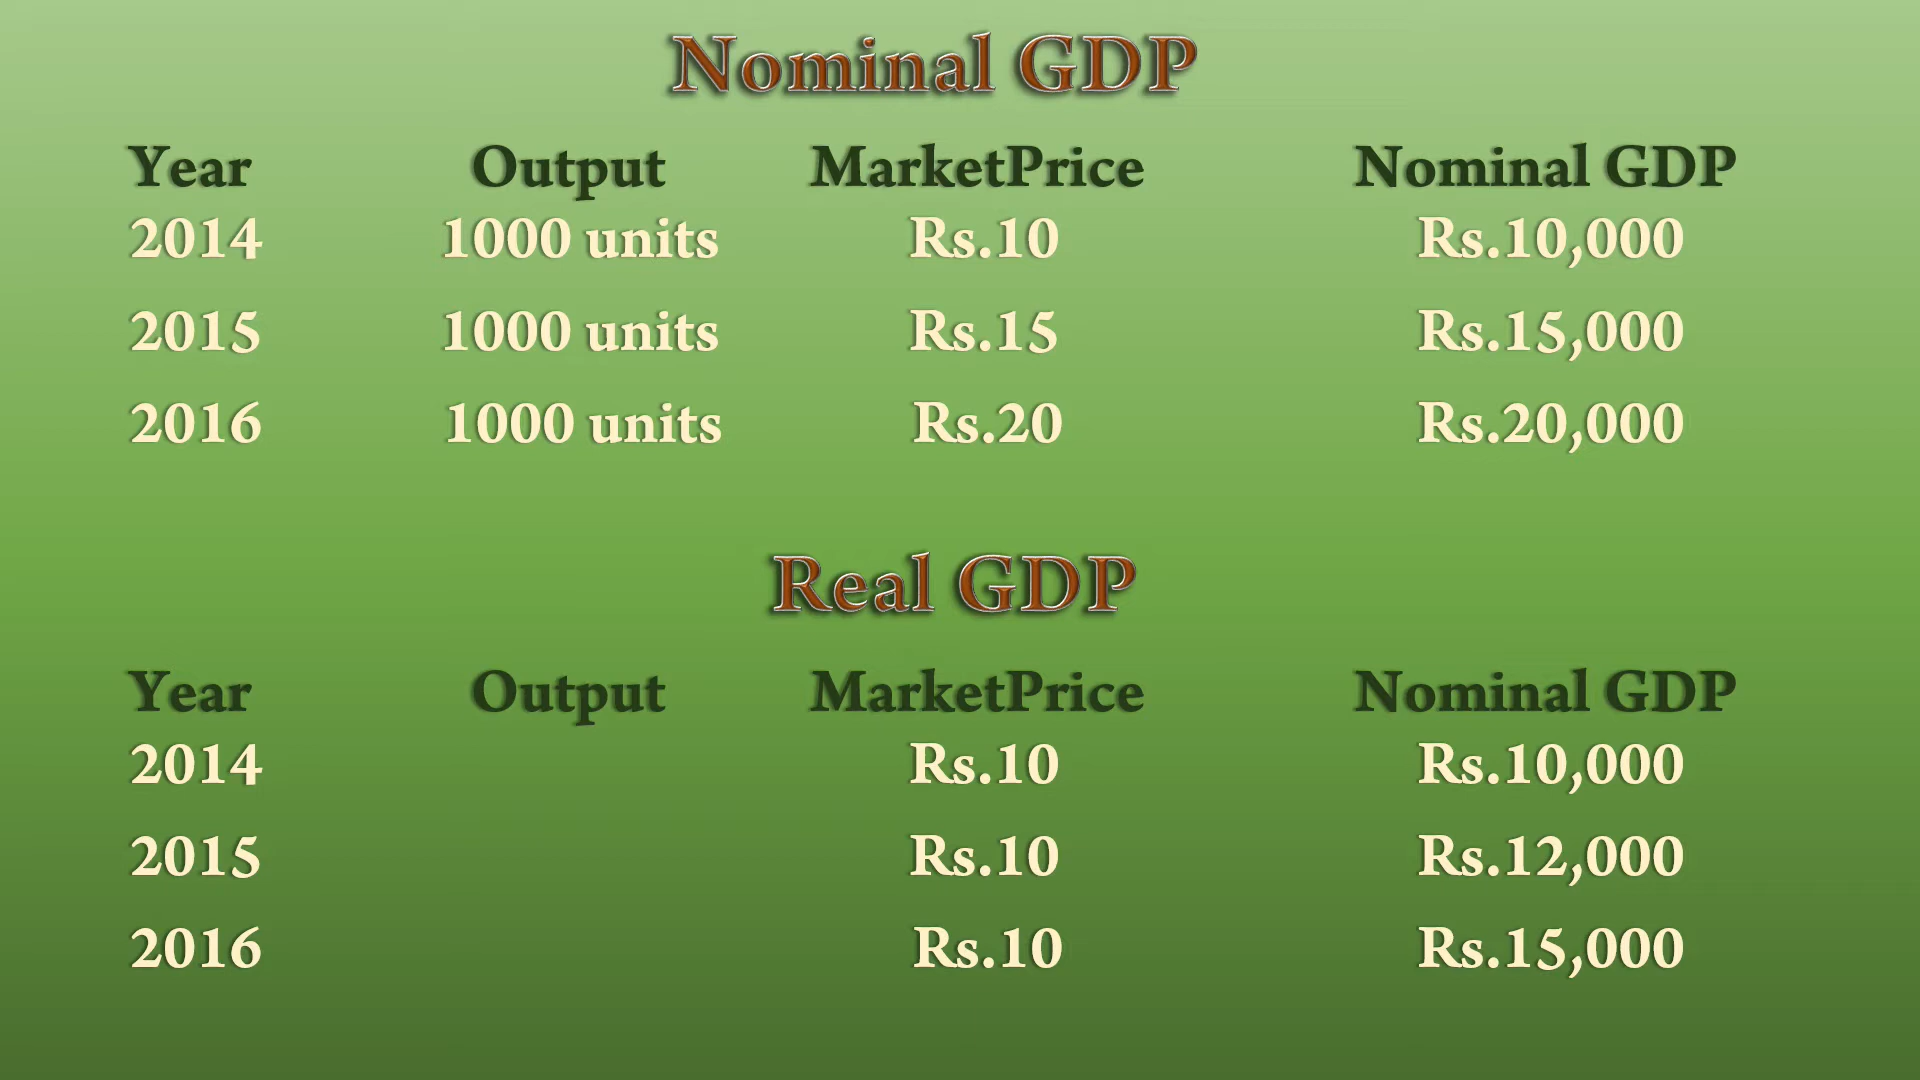 Nominal GDP
Year Output MarketPrice Nominal GDP
2014 1000 units Rs.10 Rs.10,000
2015 1000 units Rs.15 Rs.15,000
2016 1000 units Rs.20 Rs.20,000
Real GDP
Year Output MarketPrice Nominal GDP
2014 Rs.10 Rs.10,000
2015 Rs.10 Rs.12,000
2016 Rs.10 Rs.15,000